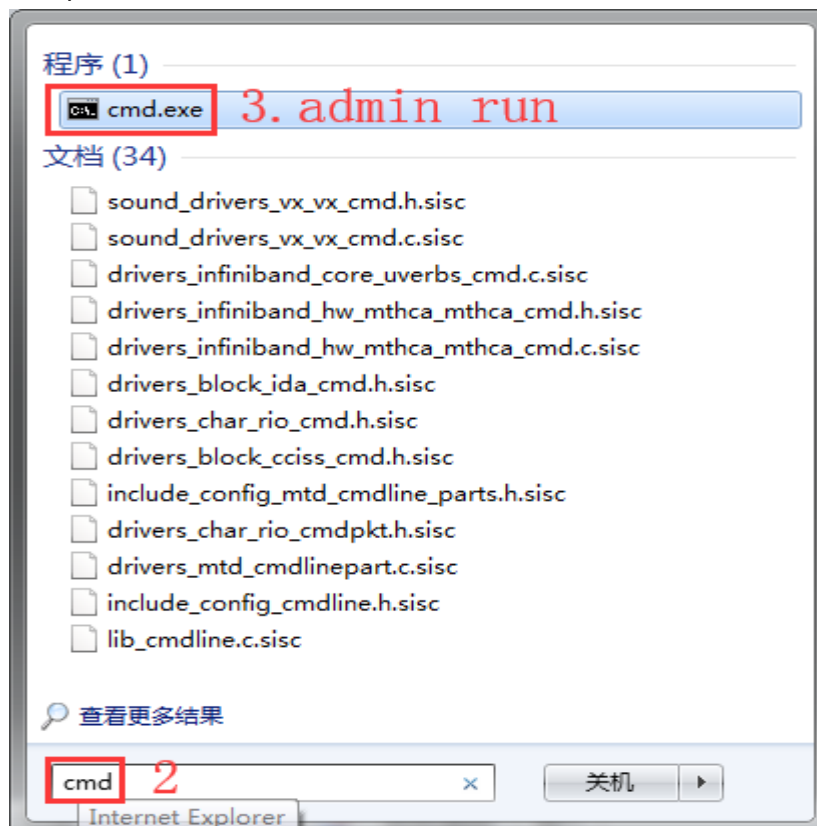 程序 (1)
cmd.exe 3. admin run
文档 (34)
sound_drivers_vx_vx_cmd.h.sisc
sound_drivers_vx_vx_cmd.c.sisc
drivers_infiniband_core_uverbs_cmd.c.sisc
drivers_infiniband_hw_mthca_mthca_cmd.h.sisc
drivers_infiniband_hw_mthca_mthca_cmd.c.sisc
drivers_block_ida_cmd.h.sisc
drivers_char_rio_cmd.h.sisc
drivers_block_cciss_cmd.h.sisc
include_config_mtd_cmdline_parts.h.sisc
drivers_char_rio_cmdpkt.h.sisc
drivers_mtd_cmdlinepart.c.sisc
include_config_cmdline.h.sisc
lib_cmdline.c.sisc
查看更多结果
cmd 2 关机
Internet Explorer